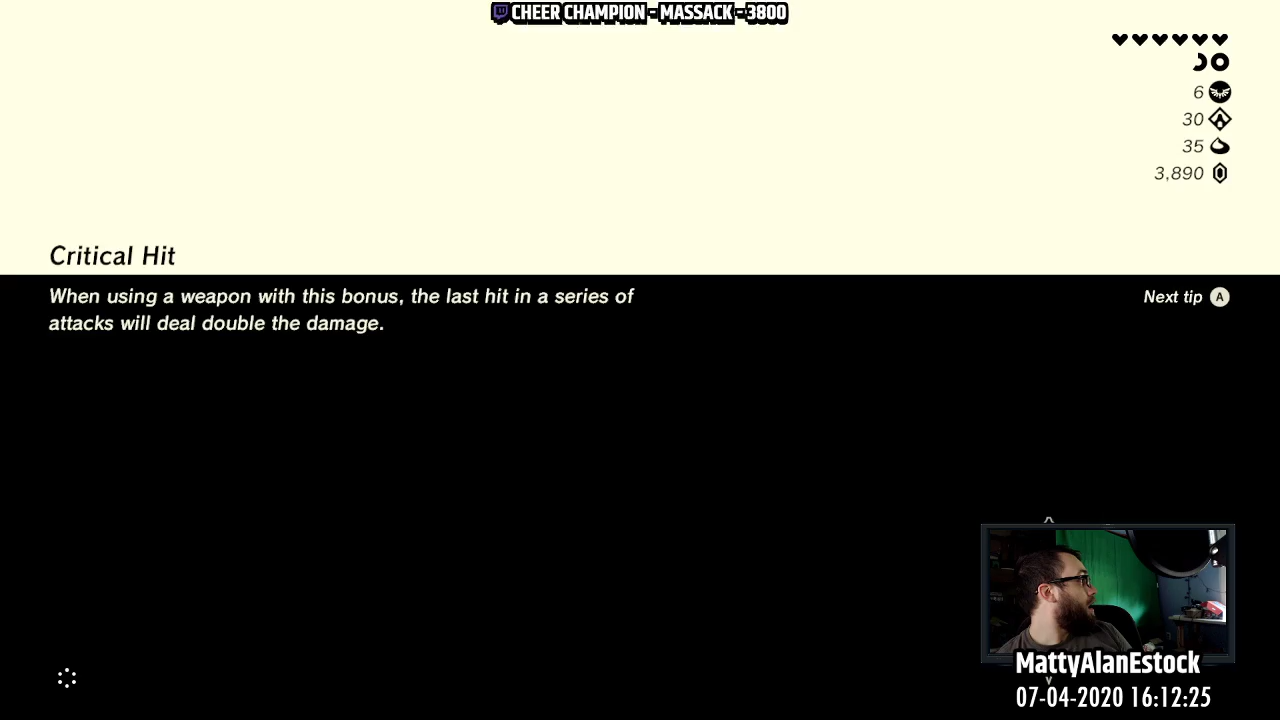 CHEER CHAMPION - MASSACK - 3800
6
30
35
3,890
Critical Hit
When using a weapon with this bonus, the last hit in a series of
attacks will deal double the damage.
Next tip A
MattyAlanEstock
07-04-2020 16:12:25